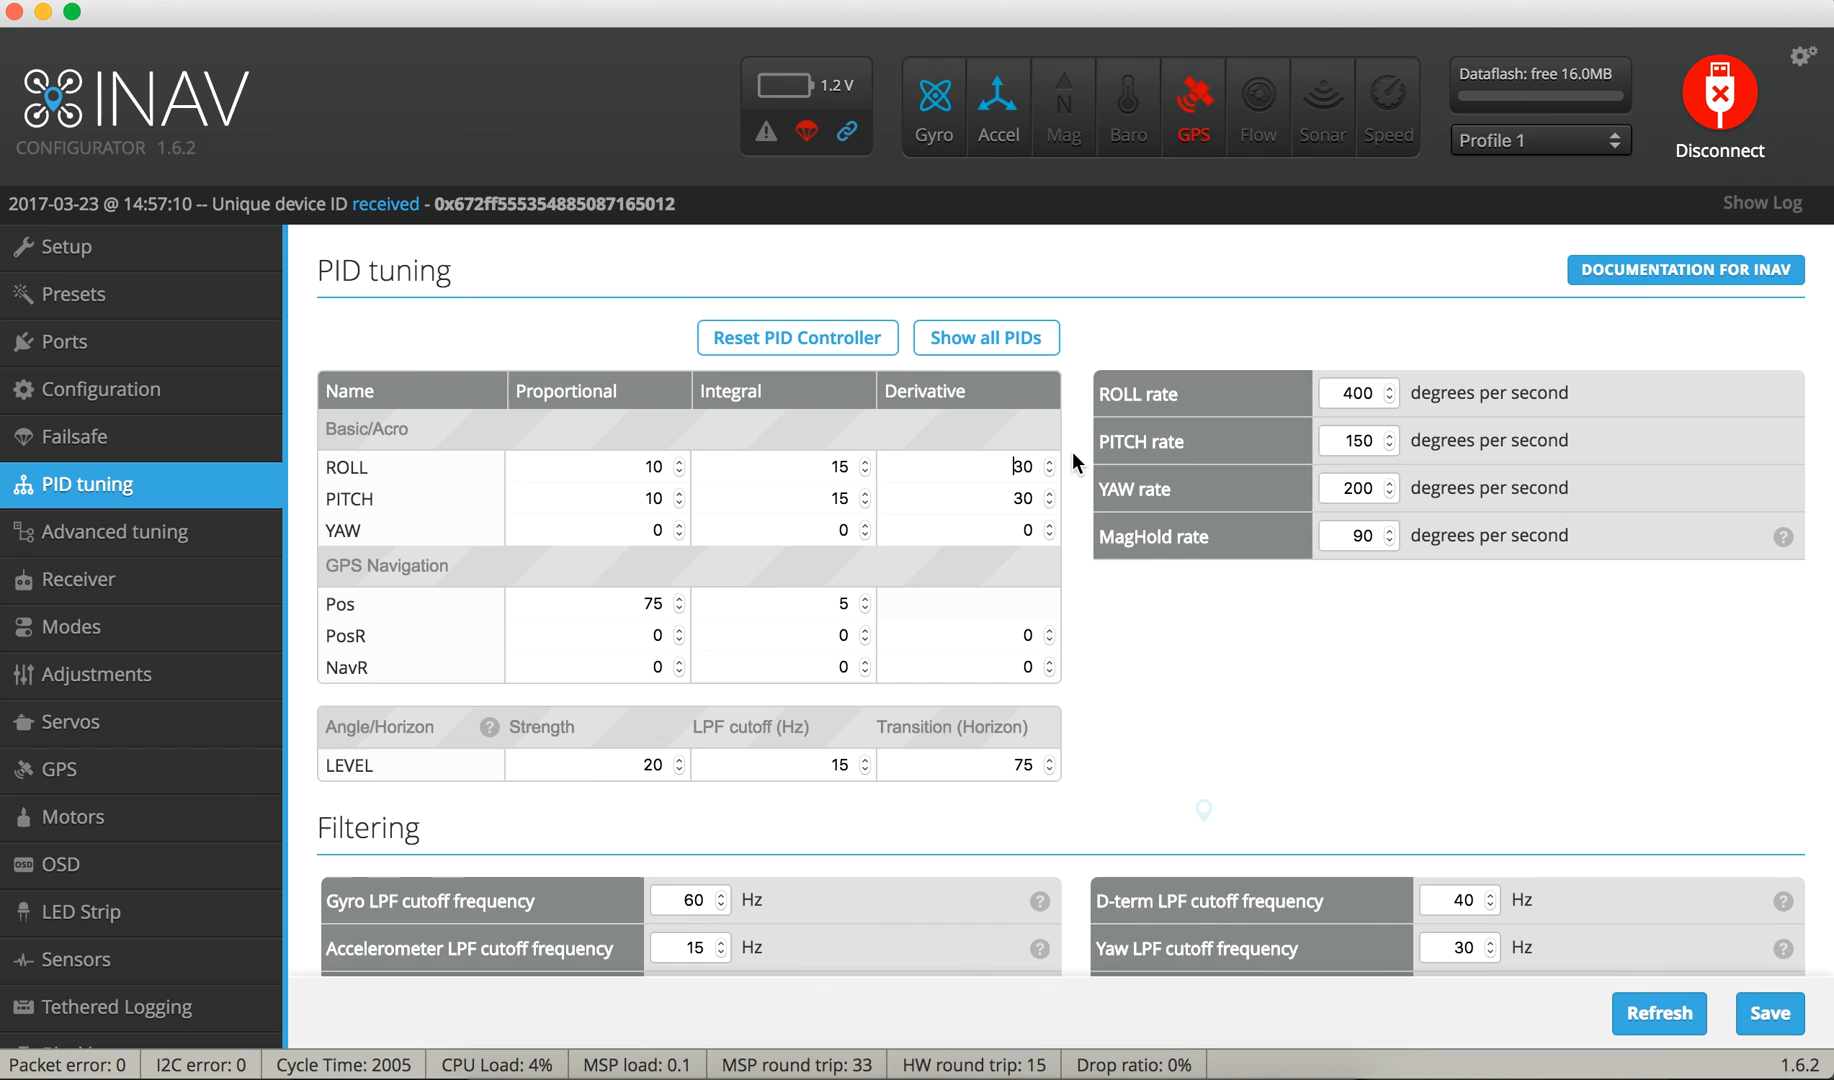 INAV
CONFIGURATOR 1.6.2
1.2 V
Gyro Accel Mag Baro GPS Flow Sonar Speed
Dataflash: free 16.0MB
Profile 1
Disconnect
2017-03-23 @ 14:57:10 -- Unique device ID received - 0x672ff555354885087165012
Show Log
Setup
Presets
Ports
Configuration
Failsafe
PID tuning
Advanced tuning
Receiver
Modes
Adjustments
Servos
GPS
Motors
OSD OSD
LED Strip
Sensors
Tethered Logging
PID tuning
DOCUMENTATION FOR INAV
Reset PID Controller Show all PIDs
Name Proportional Integral Derivative
Basic/Acro
ROLL 10 15 30
PITCH 10 15 30
YAW 0 0 0
GPS Navigation
Pos 75 5
PosR 0 0 0
NavR 0 0 0
Angle/Horizon ? Strength LPF cutoff (Hz) Transition (Horizon)
LEVEL 20 15 75
ROLL rate 400 degrees per second
PITCH rate 150 degrees per second
YAW rate 200 degrees per second
MagHold rate 90 degrees per second ?
Filtering
Gyro LPF cutoff frequency 60 Hz ?
Accelerometer LPF cutoff frequency 15 Hz ?
D-term LPF cutoff frequency 40 Hz ?
Yaw LPF cutoff frequency 30 Hz ?
Refresh Save
Packet error: 0 I2C error: 0 Cycle Time: 2005 CPU Load: 4% MSP load: 0.1 MSP round trip: 33 HW round trip: 15 Drop ratio: 0% 1.6.2